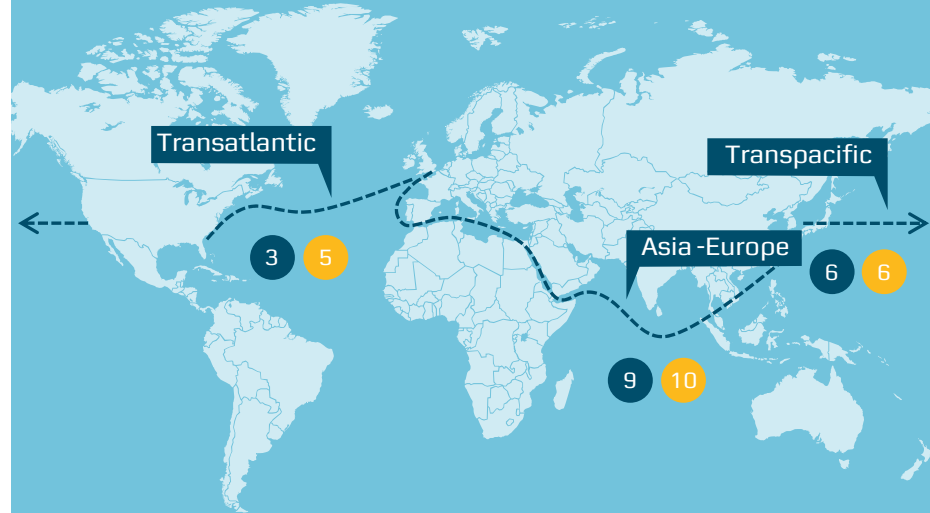 Transatlantic
Transpacific
Asia -Europe
3 5
6 6
9 10